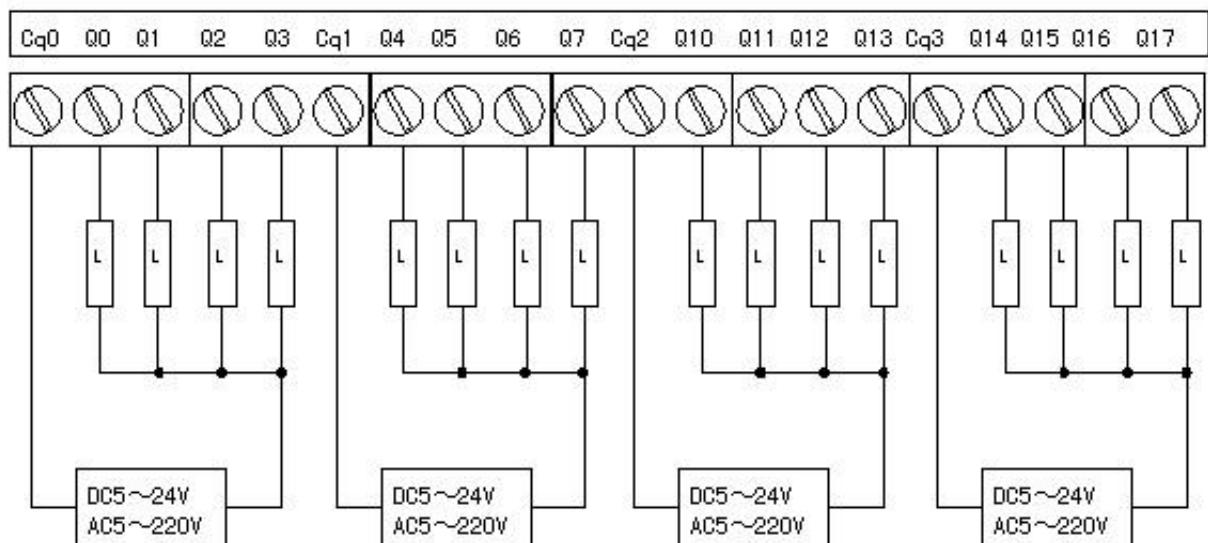 Cq0 Q0 Q1 Q2 Q3 Cq1 Q4 Q5 Q6 Q7 Cq2 Q10 Q11 Q12 Q13 Cq3 Q14 Q15 Q16 Q17
L L L L L L L L L L L L L L L L
DC5～24V
AC5～220V
DC5～24V
AC5～220V
DC5～24V
AC5～220V
DC5～24V
AC5～220V